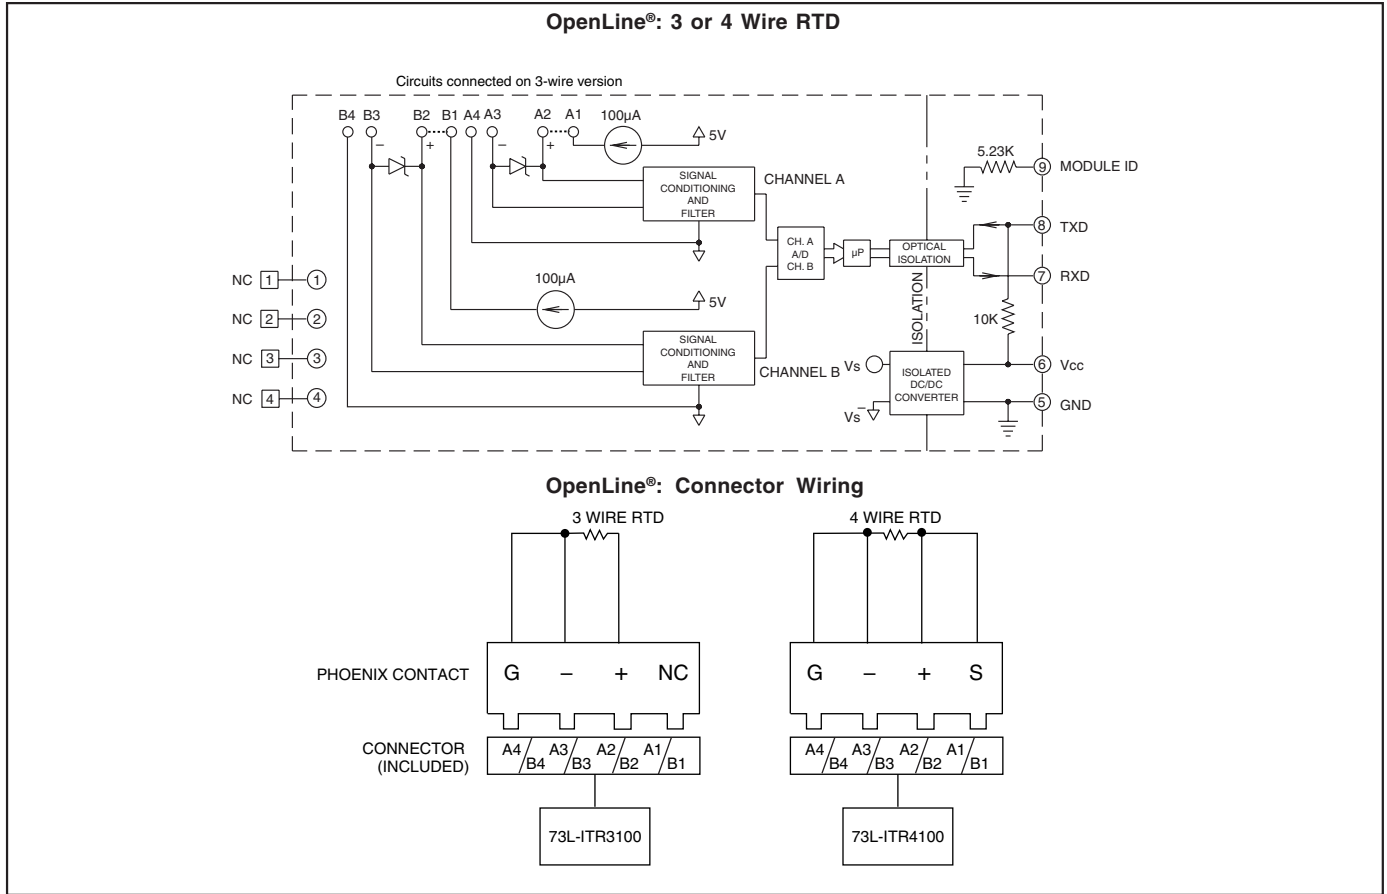 OpenLine®: 3 or 4 Wire RTD
Circuits connected on 3-wire version
B4 B3 B2 B1 A4 A3 A2 A1 100µA
5V
– + – +
5.23K
9 MODULE ID
SIGNAL
CONDITIONING
AND
FILTER
CHANNEL A
8 TXD
CH. A
A/D
CH. B
µP
OPTICAL
ISOLATION
7 RXD
NC 1 1
100µA
5V
ISOLATION
NC 2 2
10K
SIGNAL
CONDITIONING
AND
FILTER
CHANNEL B
NC 3 3
Vs
ISOLATED
DC/DC
CONVERTER
6 Vcc
NC 4 4
Vs–
5 GND
OpenLine®: Connector Wiring
3 WIRE RTD
4 WIRE RTD
PHOENIX CONTACT
G – + NC
G – + S
CONNECTOR
(INCLUDED)
A4/B4 A3/B3 A2/B2 A1/B1
A4/B4 A3/B3 A2/B2 A1/B1
73L-ITR3100
73L-ITR4100